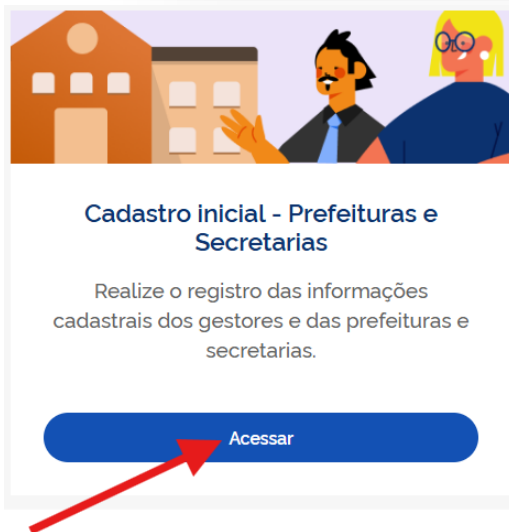 Cadastro inicial - Prefeituras e
Secretarias
Realize o registro das informações
cadastrais dos gestores e das prefeituras e
secretarias.
Acessar